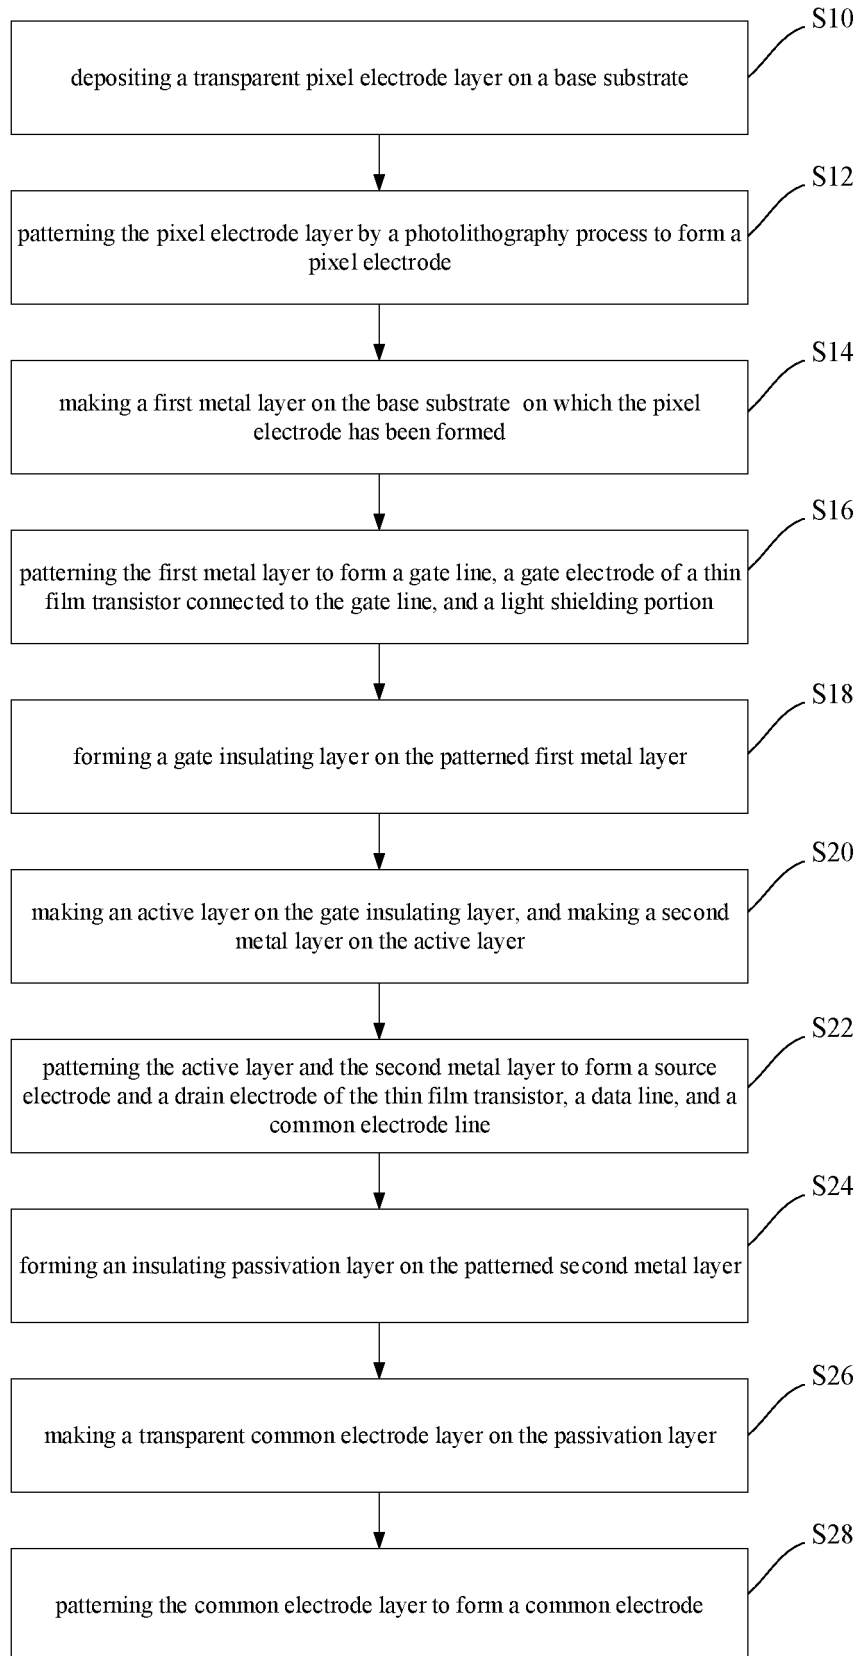 S10
depositing a transparent pixel electrode layer on a base substrate
S12
patterning the pixel electrode layer by a photolithography process to form a
pixel electrode
S14
making a first metal layer on the base substrate on which the pixel
electrode has been formed
S16
patterning the first metal layer to form a gate line, a gate electrode of a thin
film transistor connected to the gate line, and a light shielding portion
S18
forming a gate insulating layer on the patterned first metal layer
S20
making an active layer on the gate insulating layer, and making a second
metal layer on the active layer
S22
patterning the active layer and the second metal layer to form a source
electrode and a drain electrode of the thin film transistor, a data line, and a
common electrode line
S24
forming an insulating passivation layer on the patterned second metal layer
S26
making a transparent common electrode layer on the passivation layer
S28
patterning the common electrode layer to form a common electrode